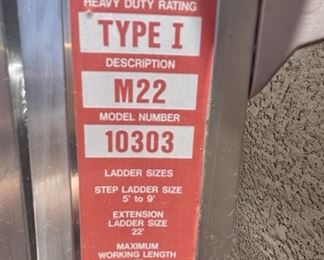 HEAVY DUTY RATING
TYPE I
DESCRIPTION
M22
MODEL NUMBER
10303
LADDER SIZES
STEP LADDER SIZE
5' to 9'
EXTENSION
LADDER SIZE
22'
MAXIMUM
WORKING LENGTH